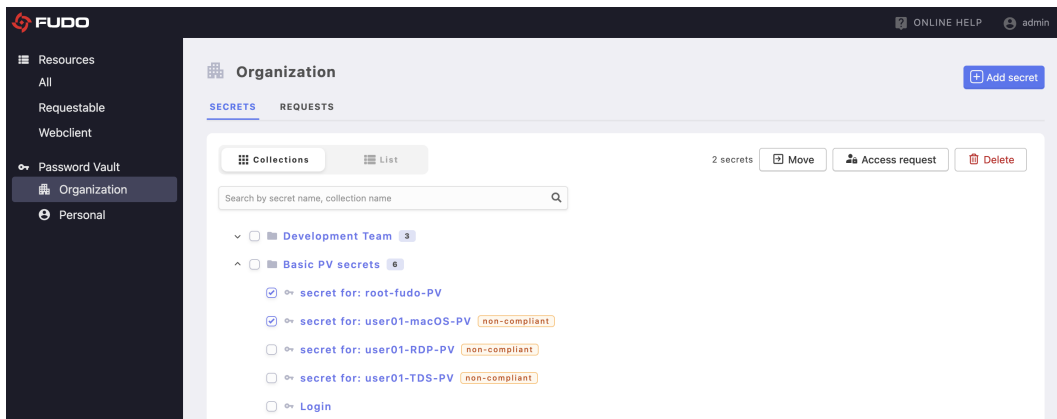 FUDO
ONLINE HELP
admin
Resources
All
Requestable
Webclient
Password Vault
Organization
Personal
Organization
Add secret
SECRETS REQUESTS
Collections List
2 secrets Move Access request Delete
Search by secret name, collection name
Development Team 3
Basic PV secrets 6
secret for: root-fudo-PV
secret for: user01-macOS-PV non-compliant
secret for: user01-RDP-PV non-compliant
secret for: user01-TDS-PV non-compliant
Login